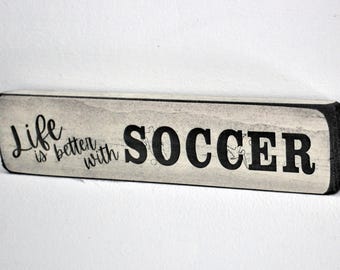 Life
is better
with SOCCER